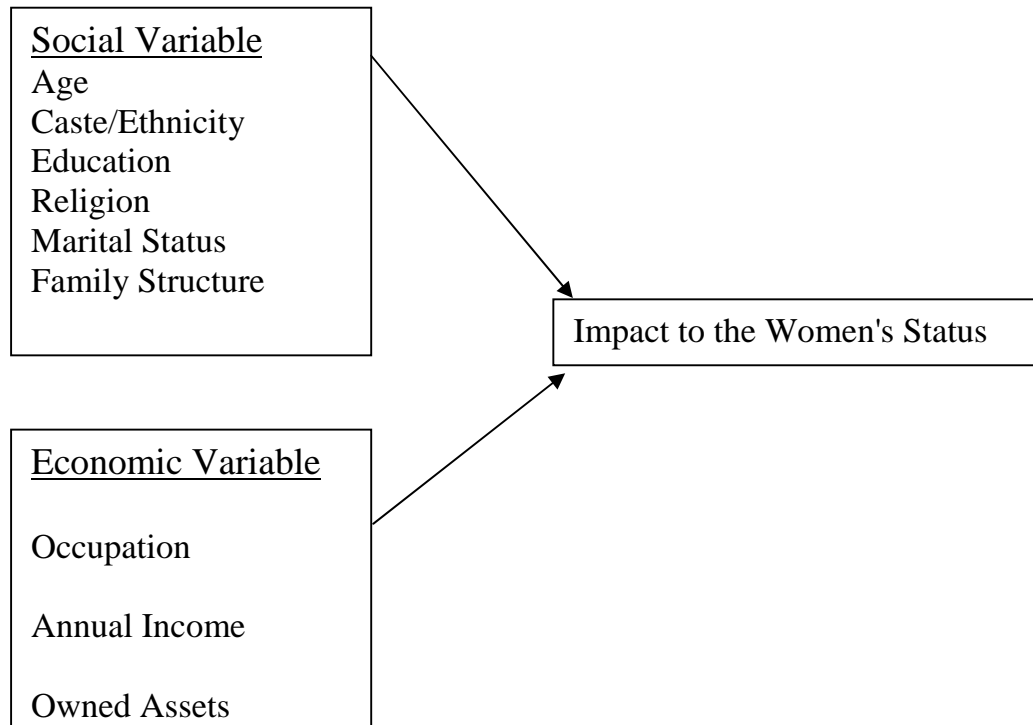 Social Variable
Age
Caste/Ethnicity
Education
Religion
Marital Status
Family Structure
Impact to the Women's Status
Economic Variable
Occupation
Annual Income
Owned Assets